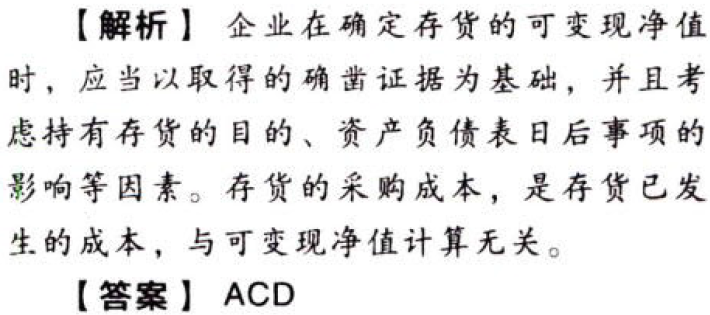 【解析】 企业在确定存货的可变现净值
时，应当以取得的确凿证据为基础，并且考
虑持有存货的目的、资产负债表日后事项的
影响等因素。存货的采购成本，是存货已发
生的成本，与可变现净值计算无关。
【答案】 ACD